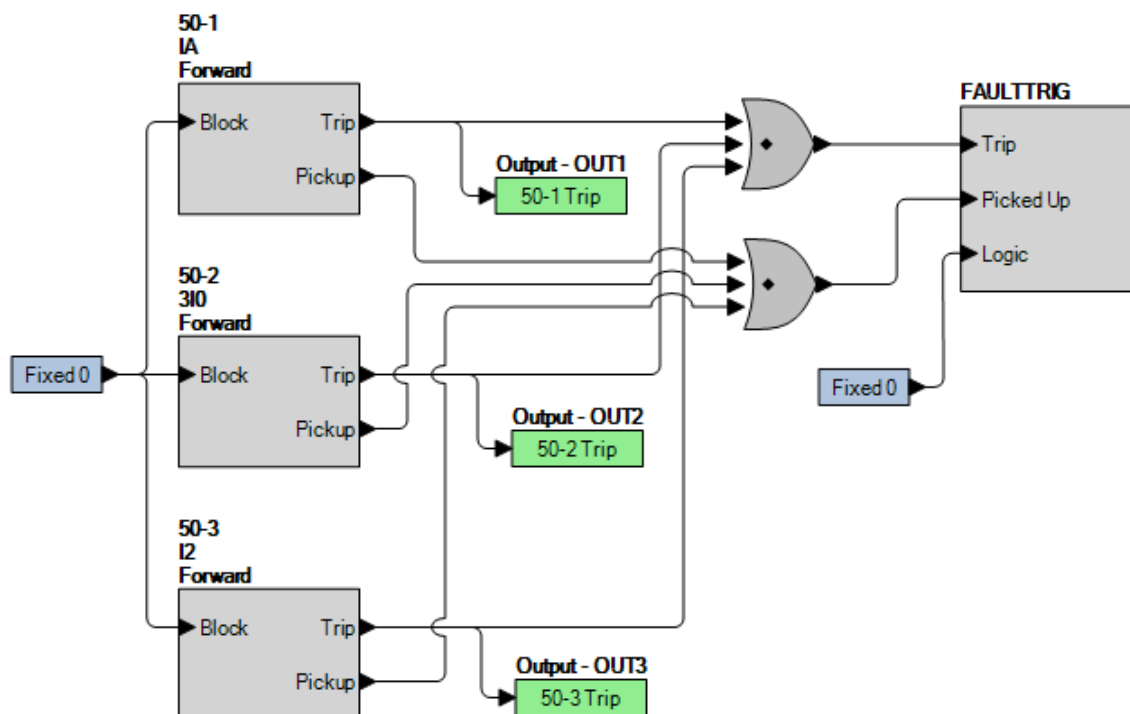 50-1
IA
Forward
Block
Trip
Pickup
Output - OUT1
50-1 Trip
FAULTTRIG
Trip
Picked Up
Logic
50-2
3I0
Forward
Fixed 0
Block
Trip
Pickup
Output - OUT2
50-2 Trip
Fixed 0
50-3
I2
Forward
Block
Trip
Pickup
Output - OUT3
50-3 Trip